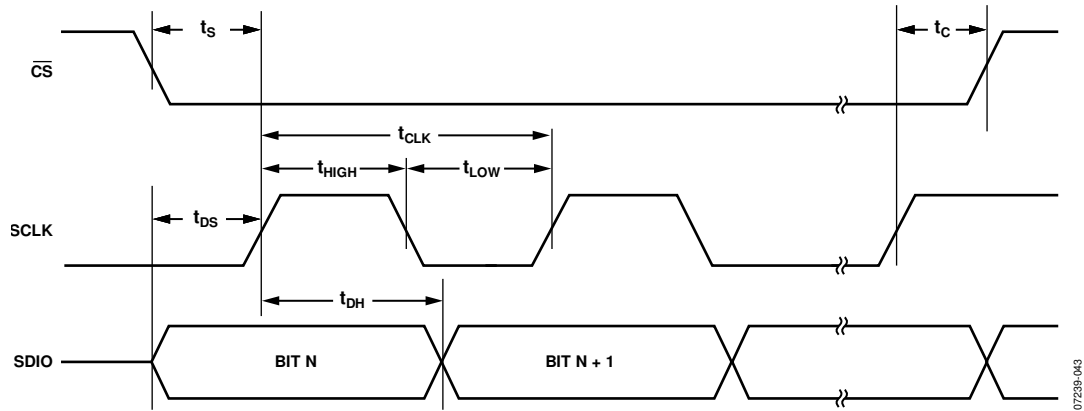 tS
tC
CS
tCLK
tHIGH
tLOW
tDS
SCLK
tDH
SDIO
BIT N
BIT N + 1
07239-043